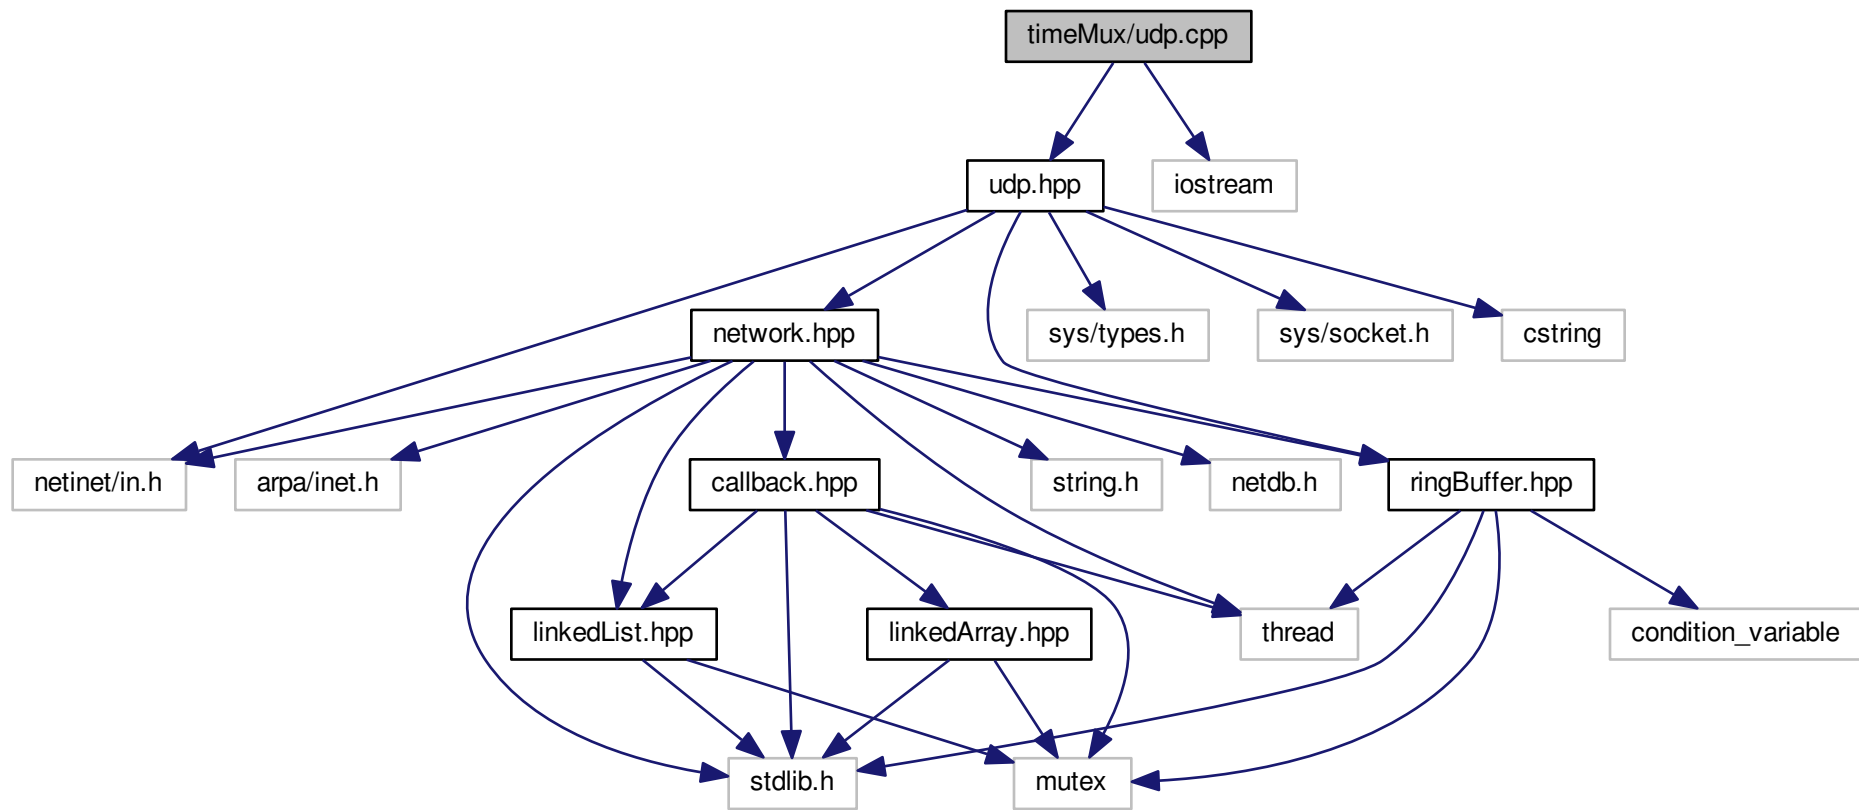 timeMux/udp.cpp
udp.hpp
iostream
network.hpp
sys/types.h
sys/socket.h
cstring
netinet/in.h
arpa/inet.h
callback.hpp
string.h
netdb.h
ringBuffer.hpp
linkedList.hpp
linkedArray.hpp
thread
condition_variable
stdlib.h
mutex